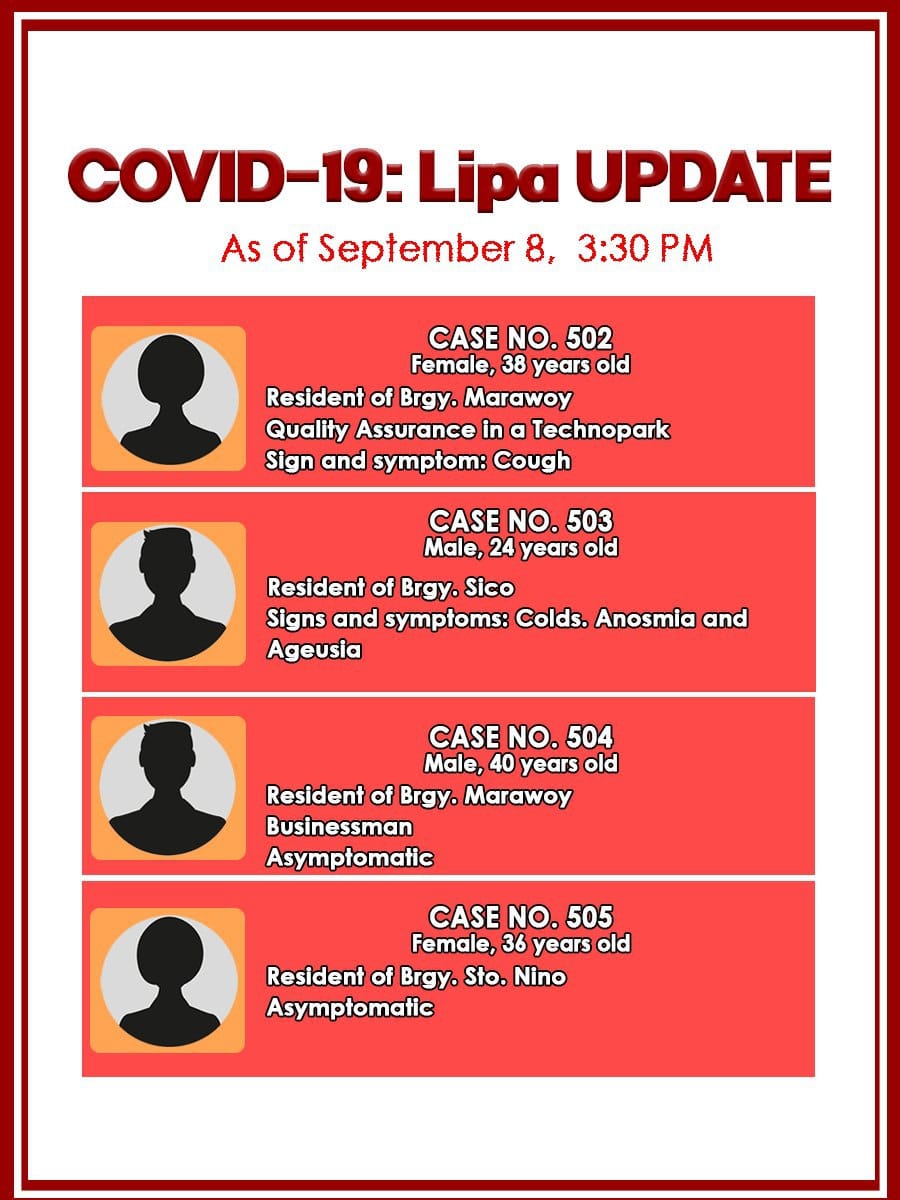 COVID-19: Lipa UPDATE
As of September 8, 3:30 PM
CASE NO. 502
Female, 38 years old
Resident of Brgy. Marawoy
Quality Assurance in a Technopark
Sign and symptom: Cough
CASE NO. 503
Male, 24 years old
Resident of Brgy. Sico
Signs and symptoms: Colds. Anosmia and
Ageusia
CASE NO. 504
Male, 40 years old
Resident of Brgy. Marawoy
Businessman
Asymptomatic
CASE NO. 505
Female, 36 years old
Resident of Brgy. Sto. Nino
Asymptomatic